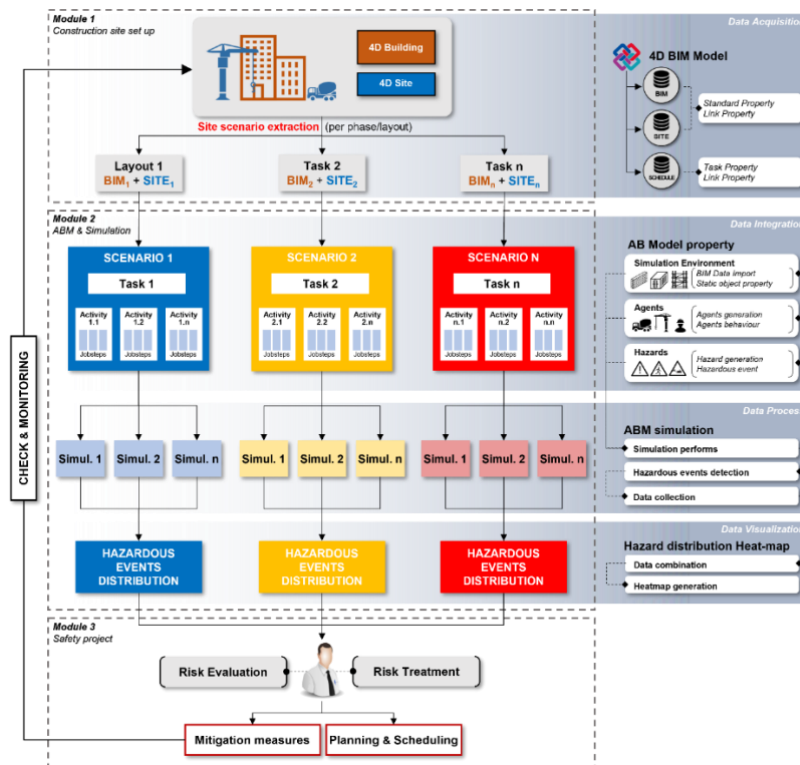 Module 1
Construction site set up
Data Acquisition
4D Building
4D Site
4D BIM Model
BIM
SITE
SCHEDULE
Standard Property
Link Property
Task Property
Link Property
Site scenario extraction (per phase/layout)
Layout 1
BIM1 + SITE1
Task 2
BIM2 + SITE2
Task n
BIMn + SITEn
Module 2
ABM & Simulation
Data Integration
SCENARIO 1
Task 1
Activity 1.1
Activity 1.2
Activity 1.n
Jobsteps
Jobsteps
Jobsteps
SCENARIO 2
Task 2
Activity 2.1
Activity 2.2
Activity 2.n
Jobsteps
Jobsteps
Jobsteps
SCENARIO N
Task n
Activity n.1
Activity n.2
Activity n.n
Jobsteps
Jobsteps
Jobsteps
AB Model property
Simulation Environment
BIM Data import
Static object property
Agents
Agents generation
Agents behaviour
Hazards
Hazard generation
Hazardous event
CHECK & MONITORING
Data Process
Simul. 1
Simul. 2
Simul. n
Simul. 1
Simul. 2
Simul. n
Simul. 1
Simul. 2
Simul. n
ABM simulation
Simulation performs
Hazardous events detection
Data collection
Data Visualization
HAZARDOUS
EVENTS
DISTRIBUTION
HAZARDOUS
EVENTS
DISTRIBUTION
HAZARDOUS
EVENTS
DISTRIBUTION
Hazard distribution Heat-map
Data combination
Heatmap generation
Module 3
Safety project
Risk Evaluation
Risk Treatment
Mitigation measures
Planning & Scheduling